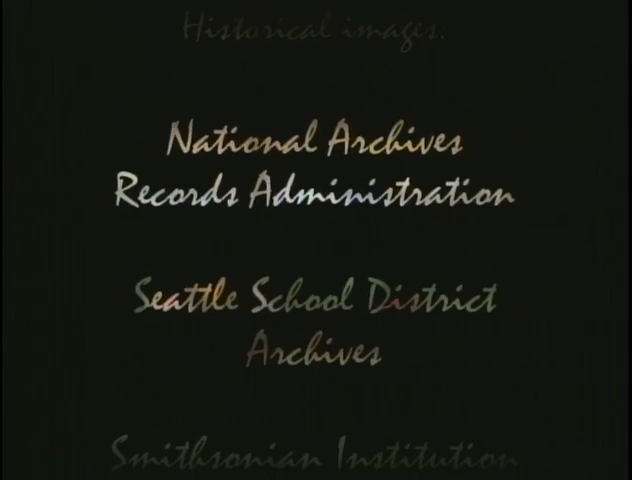 Historical images:
National Archives
Records Administration
Seattle School District
Archives
Smithsonian Institution